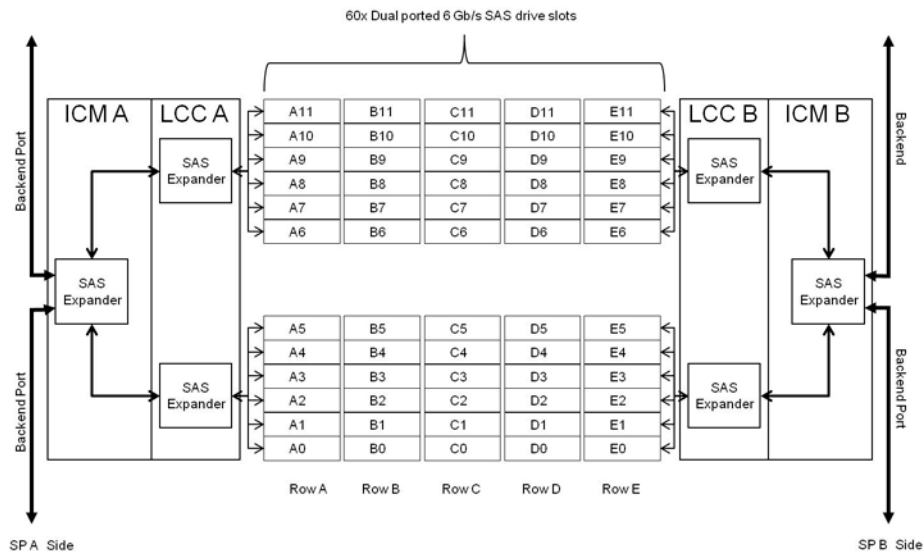 60x Dual ported 6 Gb/s SAS drive slots
ICM A LCC A LCC B ICM B
A11 B11 C11 D11 E11
A10 B10 C10 D10 E10
A9 B9 C9 D9 E9
A8 B8 C8 D8 E8
A7 B7 C7 D7 E7
A6 B6 C6 D6 E6
SAS
Expander
SAS
Expander
Backend Port
Backend
SAS
Expander
SAS
Expander
A5 B5 C5 D5 E5
A4 B4 C4 D4 E4
A3 B3 C3 D3 E3
A2 B2 C2 D2 E2
A1 B1 C1 D1 E1
A0 B0 C0 D0 E0
SAS
Expander
SAS
Expander
Backend Port
Backend Port
Row A Row B Row C Row D Row E
SP A Side
SP B Side